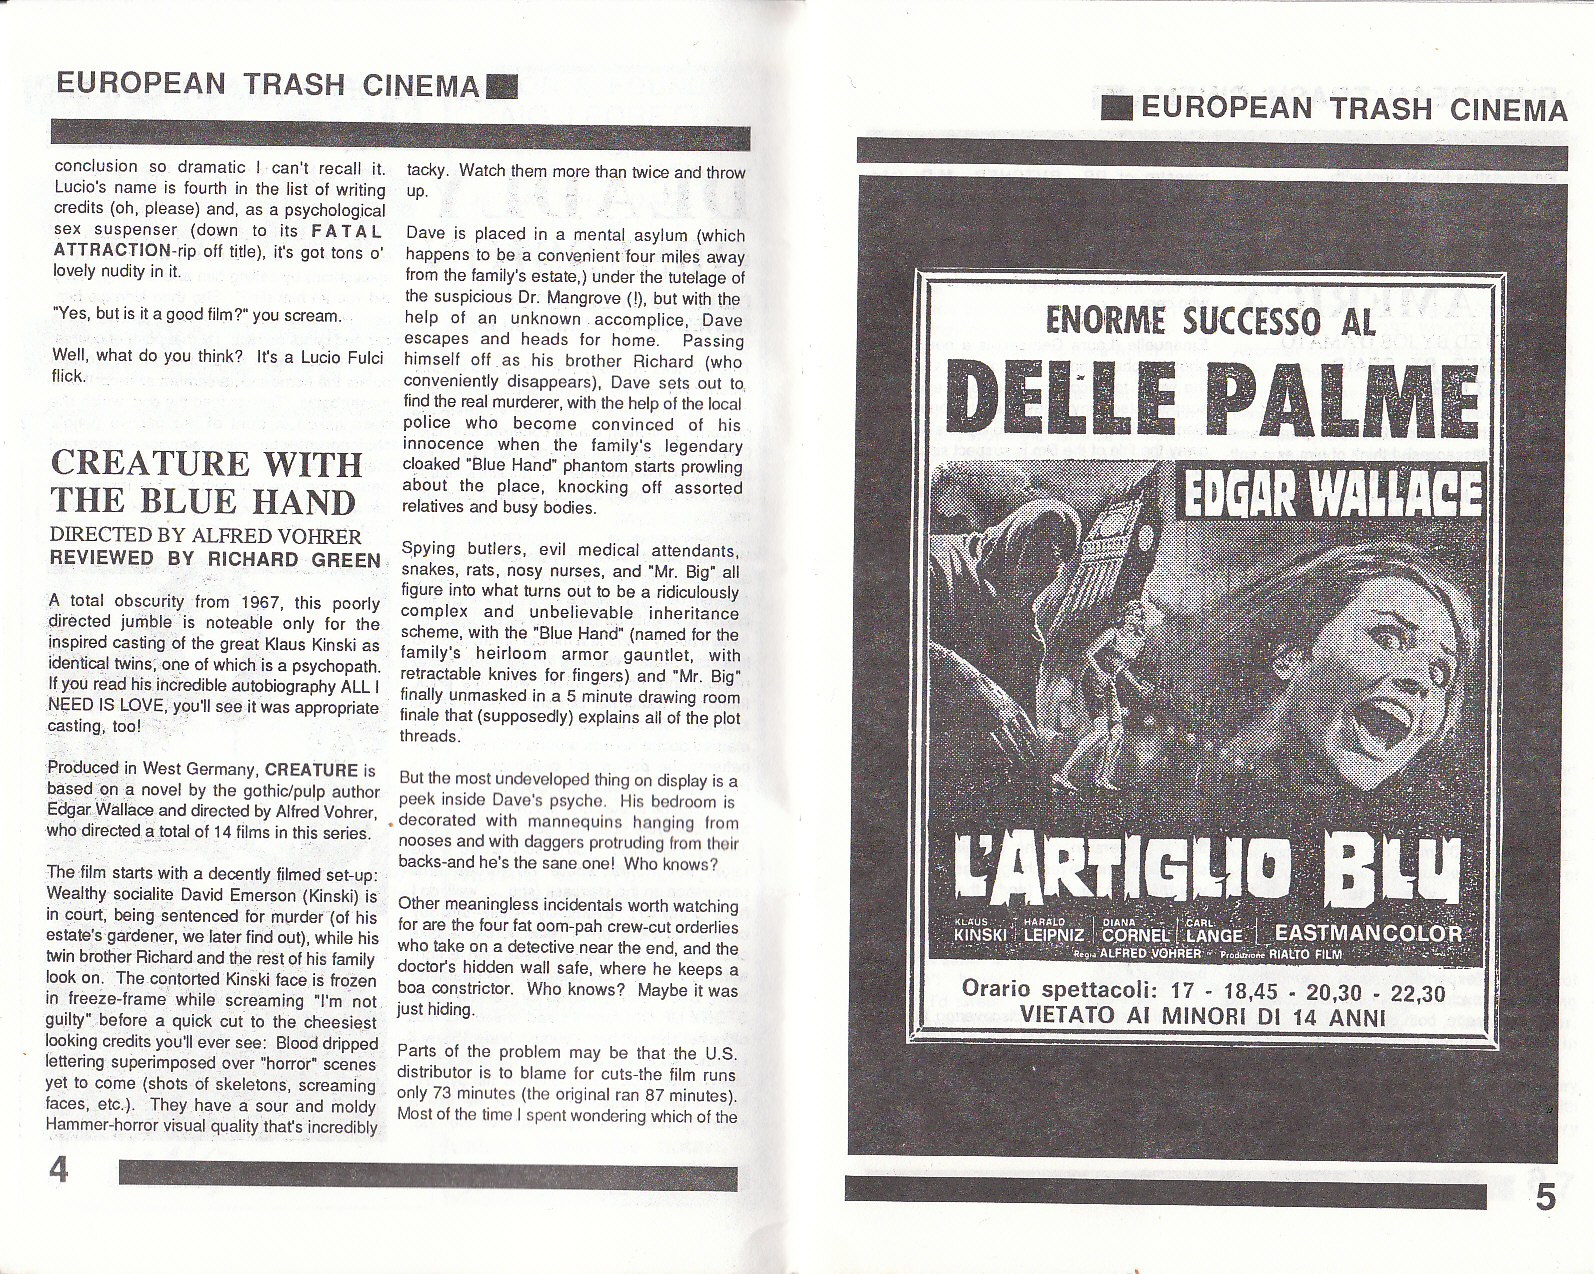 EUROPEAN TRASH CINEMA
conclusion so dramatic I can't recall it.
Lucio's name is fourth in the list of writing
credits (oh, please) and, as a psychological
sex suspenser (down to its FATAL
ATTRACTION-rip off title), it's got tons o'
lovely nudity in it.
"Yes, but is it a good film?" you scream.
Well, what do you think? It's a Lucio Fulci
flick.
CREATURE WITH
THE BLUE HAND
DIRECTED BY ALFRED VOHRER
REVIEWED BY RICHARD GREEN
A total obscurity from 1967, this poorly
directed jumble is noteable only for the
inspired casting of the great Klaus Kinski as
identical twins, one of which is a psychopath.
If you read his incredible autobiography ALL I
NEED IS LOVE, you'll see it was appropriate
casting, too!
Produced in West Germany, CREATURE is
based on a novel by the gothic/pulp author
Edgar Wallace and directed by Alfred Vohrer,
who directed a total of 14 films in this series.
The film starts with a decently filmed set-up:
Wealthy socialite David Emerson (Kinski) is
in court, being sentenced for murder (of his
estate's gardener, we later find out), while his
twin brother Richard and the rest of his family
look on. The contorted Kinski face is frozen
in freeze-frame while screaming "I'm not
guilty" before a quick cut to the cheesiest
looking credits you'll ever see: Blood dripped
lettering superimposed over "horror" scenes
yet to come (shots of skeletons, screaming
faces, etc.). They have a sour and moldy
Hammer-horror visual quality that's incredibly
tacky. Watch them more than twice and throw
up.
Dave is placed in a mental asylum (which
happens to be a convenient four miles away
from the family's estate,) under the tutelage of
the suspicious Dr. Mangrove (!), but with the
help of an unknown accomplice, Dave
escapes and heads for home. Passing
himself off as his brother Richard (who
conveniently disappears), Dave sets out to
find the real murderer, with the help of the local
police who become convinced of his
innocence when the family's legendary
cloaked "Blue Hand" phantom starts prowling
about the place, knocking off assorted
relatives and busy bodies.
Spying butlers, evil medical attendants,
snakes, rats, nosy nurses, and "Mr. Big" all
figure into what turns out to be a ridiculously
complex and unbelievable inheritance
scheme, with the "Blue Hand" (named for the
family's heirloom armor gauntlet, with
retractable knives for fingers) and "Mr. Big"
finally unmasked in a 5 minute drawing room
finale that (supposedly) explains all of the plot
threads.
But the most undeveloped thing on display is a
peek inside Dave's psyche. His bedroom is
decorated with mannequins hanging from
nooses and with daggers protruding from their
backs-and he's the sane one! Who knows?
Other meaningless incidentals worth watching
for are the four fat oom-pah crew-cut orderlies
who take on a detective near the end, and the
doctor's hidden wall safe, where he keeps a
boa constrictor. Who knows? Maybe it was
just hiding.
Parts of the problem may be that the U.S.
distributor is to blame for cuts-the film runs
only 73 minutes (the original ran 87 minutes).
Most of the time I spent wondering which of the
4
EUROPEAN TRASH CINEMA
ENORME SUCCESSO AL
DELLE PALME
EDGAR WALLACE
L'ARTIGLIO BLU
KLAUS KINSKI HARALD LEIPNIZ DIANA CORNEL CARL LANGE EASTMANCOLOR
Regia ALFRED VOHRER - Produzione RIALTO FILM
Orario spettacoli: 17 - 18,45 - 20,30 - 22,30
VIETATO AI MINORI DI 14 ANNI
5